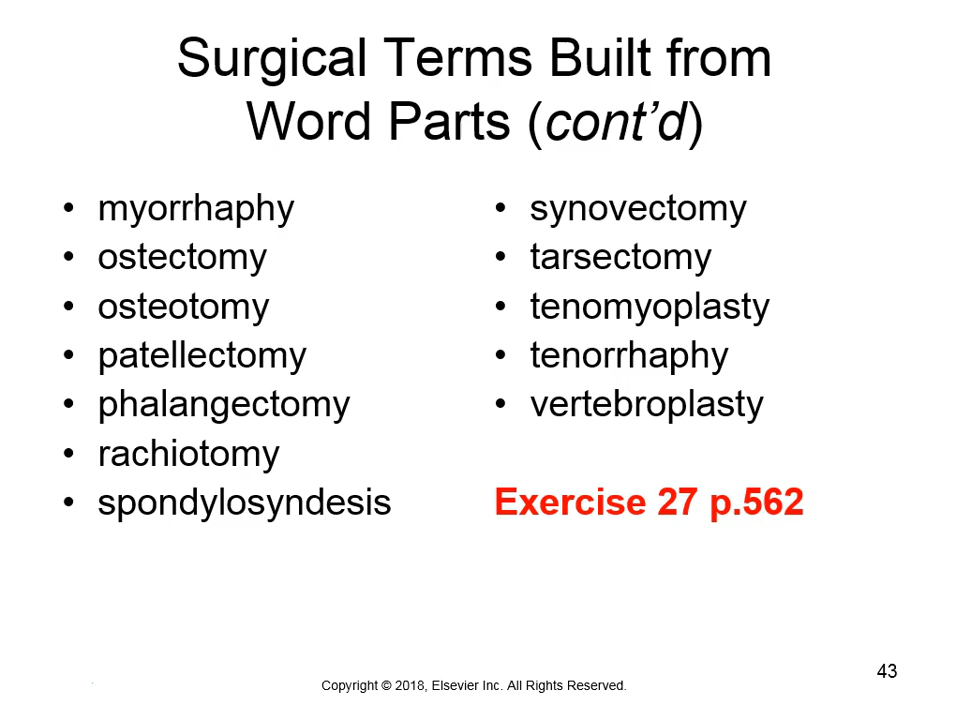 Surgical Terms Built from
Word Parts (cont’d)
• myorrhaphy
• ostectomy
• osteotomy
• patellectomy
• phalangectomy
• rachiotomy
• spondylosyndesis
• synovectomy
• tarsectomy
• tenomyoplasty
• tenorrhaphy
• vertebroplasty
Exercise 27 p.562
Copyright © 2018, Elsevier Inc. All Rights Reserved.
43